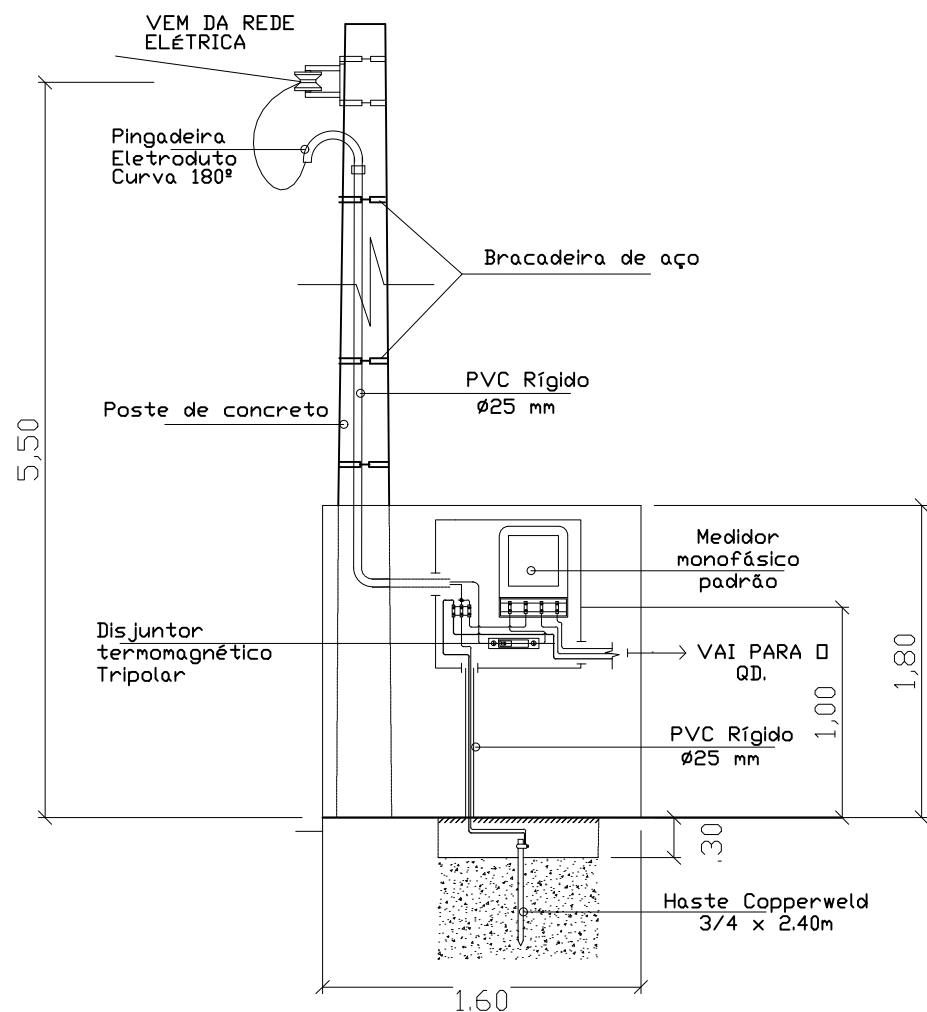 VEM DA REDE
ELÉTRICA
Pingadeira
Eletroduto
Curva 180º
Bracadeira de aço
PVC Rígido
Ø25 mm
Poste de concreto
5,50
Medidor
monofásico
padrão
Disjuntor
termomagnético
Tripolar
VAI PARA O
QD.
1,80
1,00
PVC Rígido
Ø25 mm
.30
Haste Copperweld
3/4 x 2.40m
1.60